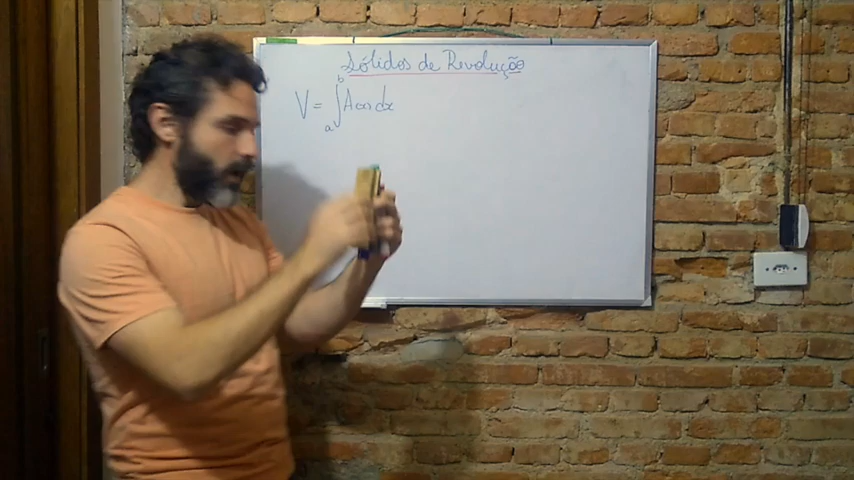 Sólidos de Revolução
V = ∫ₐᵇ A(x) dx